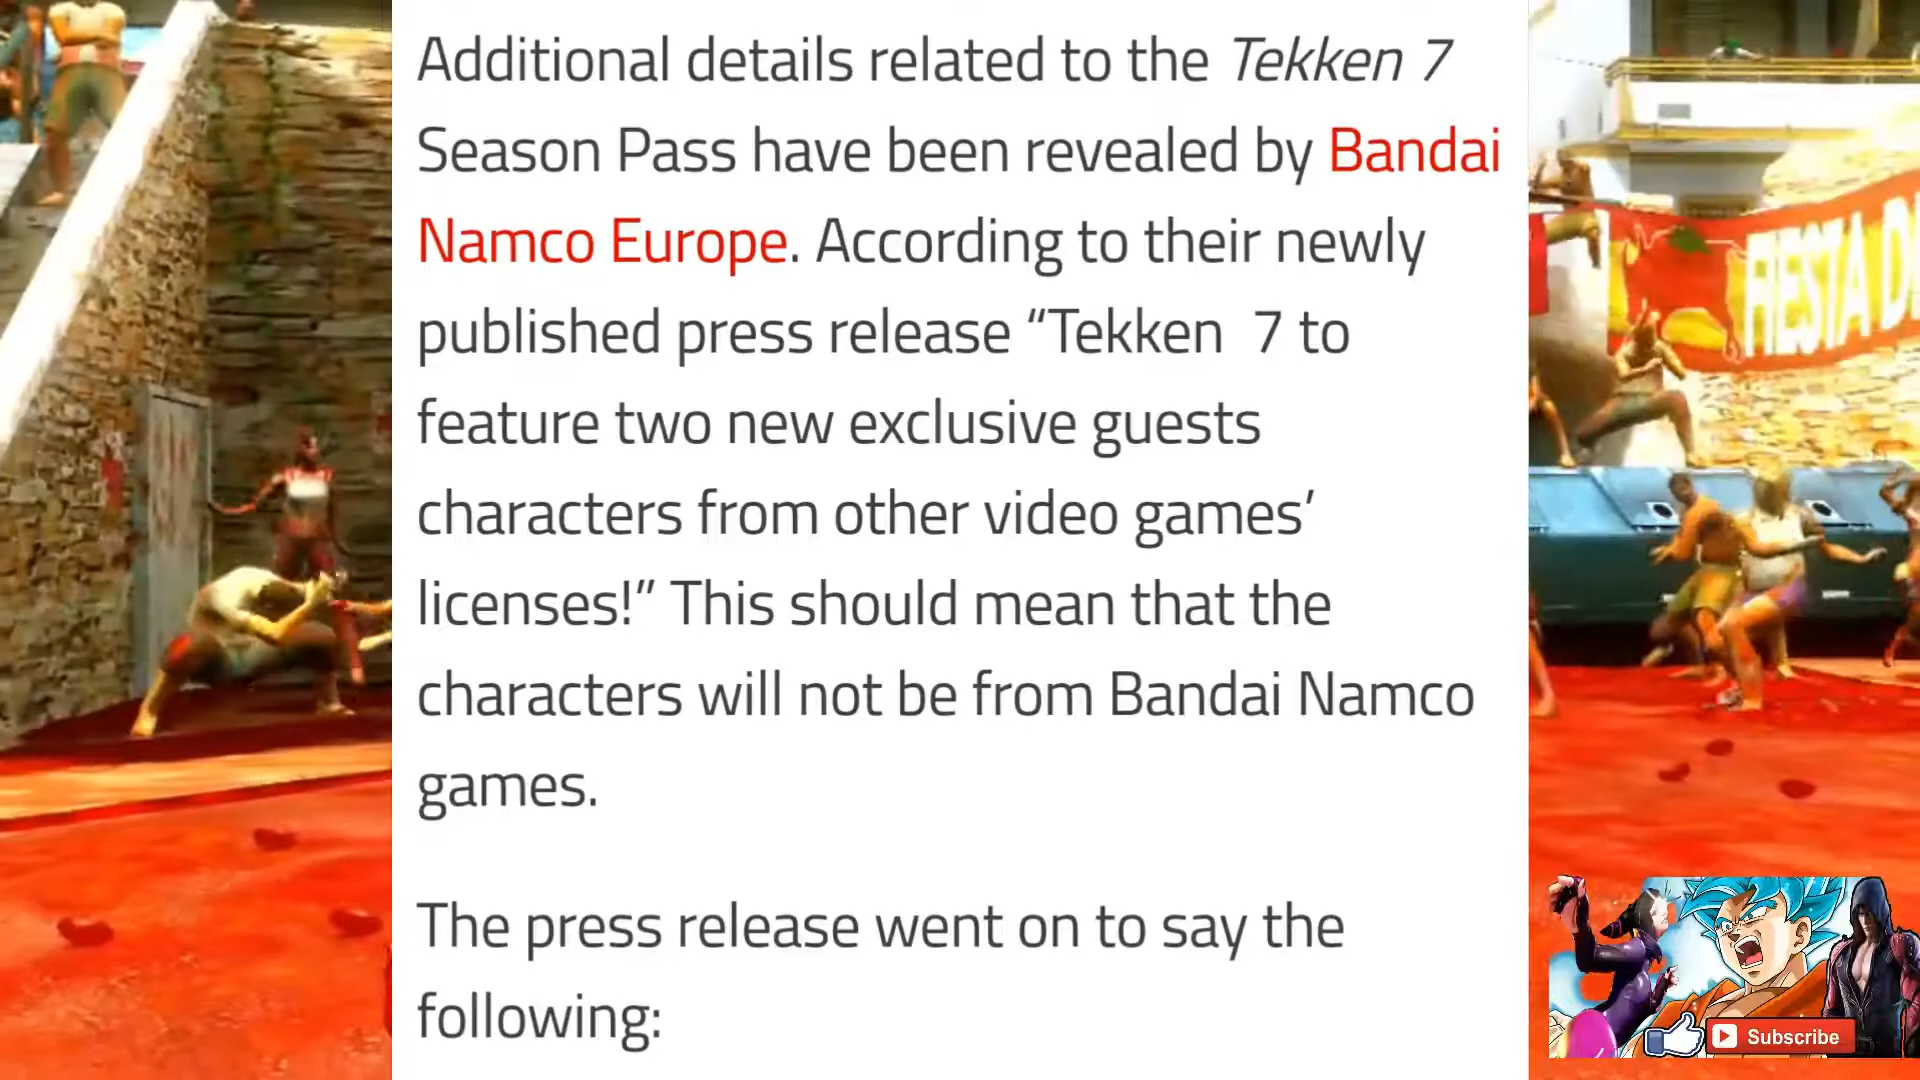 Additional details related to the Tekken 7
Season Pass have been revealed by Bandai
Namco Europe. According to their newly
published press release “Tekken  7 to
feature two new exclusive guests
characters from other video games’
licenses!” This should mean that the
characters will not be from Bandai Namco
games.
The press release went on to say the
following:
FIESTA
Subscribe